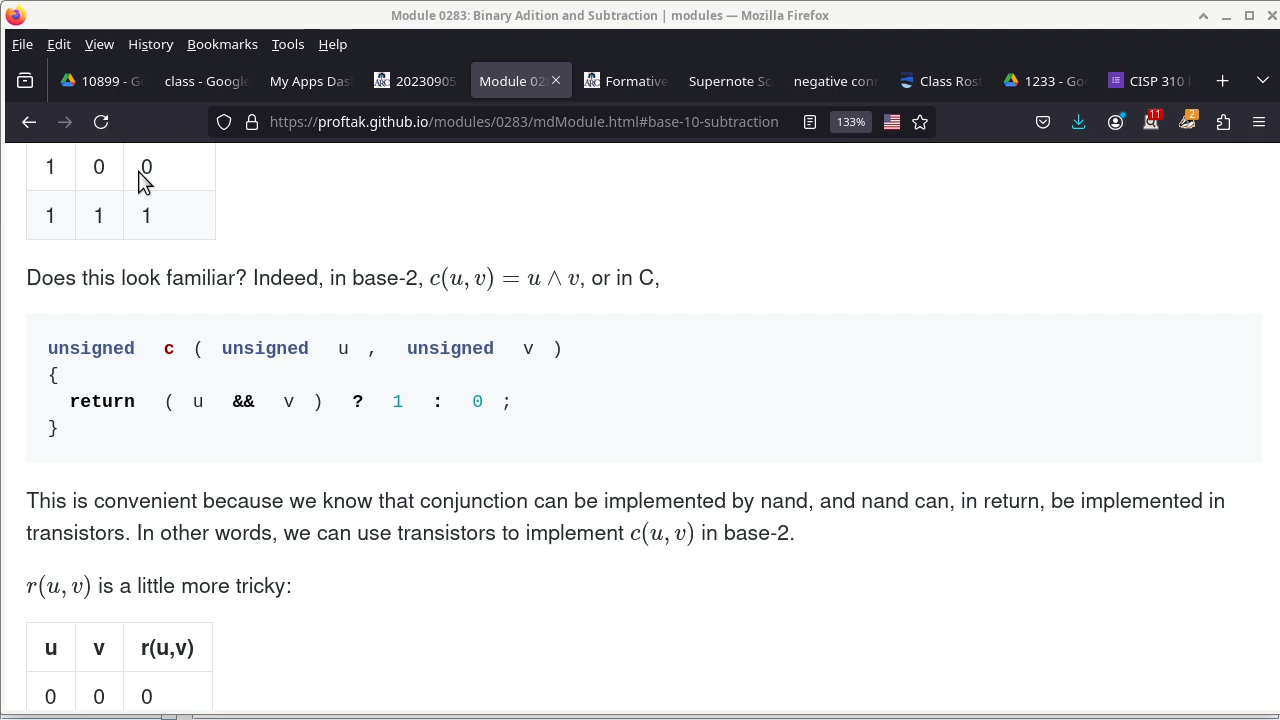 Module 0283: Binary Adition and Subtraction | modules — Mozilla Firefox
File Edit View History Bookmarks Tools Help
10899 - G class - Google My Apps Das 20230905 Module 02 Formative Supernote Sc negative con Class Ros 1233 - Goo CISP 310
https://proftak.github.io/modules/0283/mdModule.html#base-10-subtraction 133% 11 2
1 0 0
1 1 1
Does this look familiar? Indeed, in base-2, c(u, v) = u ∧ v, or in C,
unsigned c ( unsigned u , unsigned v )
{
return ( u && v ) ? 1 : 0 ;
}
This is convenient because we know that conjunction can be implemented by nand, and nand can, in return, be implemented in
transistors. In other words, we can use transistors to implement c(u, v) in base-2.
r(u, v) is a little more tricky:
u v r(u,v)
0 0 0